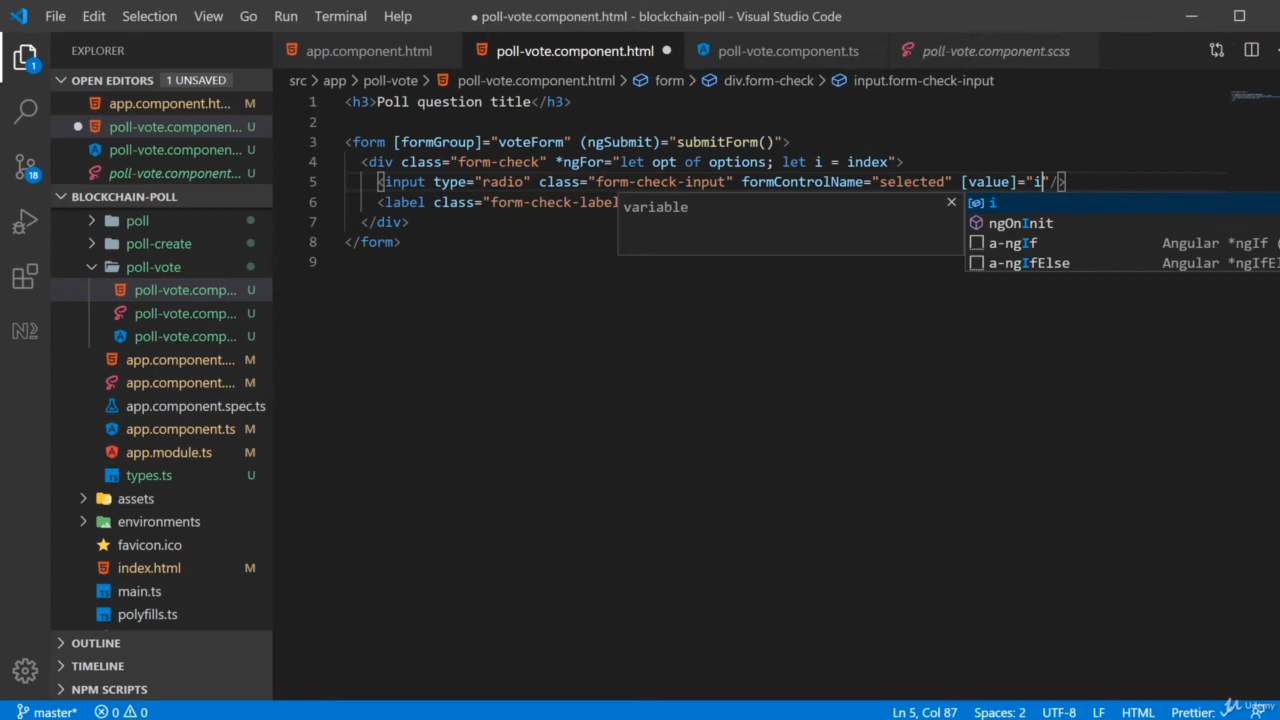 File Edit Selection View Go Run Terminal Help
● poll-vote.component.html - blockchain-poll - Visual Studio Code
EXPLORER
OPEN EDITORS 1 UNSAVED
app.component.ht... M
poll-vote.componen... U
poll-vote.componen... U
poll-vote.componen... U
BLOCKCHAIN-POLL
poll
poll-create
poll-vote
poll-vote.comp... U
poll-vote.comp... U
poll-vote.comp... U
app.component.... M
app.component.... M
app.component.spec.ts
app.component.ts M
app.module.ts M
types.ts U
assets
environments
favicon.ico
index.html M
main.ts
polyfills.ts
OUTLINE
TIMELINE
NPM SCRIPTS
1
18
app.component.html
poll-vote.component.html
poll-vote.component.ts
poll-vote.component.scss
src > app > poll-vote > poll-vote.component.html > form > div.form-check > input.form-check-input
1 <h3>Poll question title</h3>
2
3 <form [formGroup]="voteForm" (ngSubmit)="submitForm()">
4 <div class="form-check" *ngFor="let opt of options; let i = index">
5 <input type="radio" class="form-check-input" formControlName="selected" [value]="i"/>
6 <label class="form-check-label
7 </div>
8 </form>
9
variable
i
ngOnInit
a-ngIf Angular *ngIf (
a-ngIfElse Angular *ngIfEl
master* 0 0
Ln 5, Col 87 Spaces: 2 UTF-8 LF HTML Prettier: ✓
Udemy